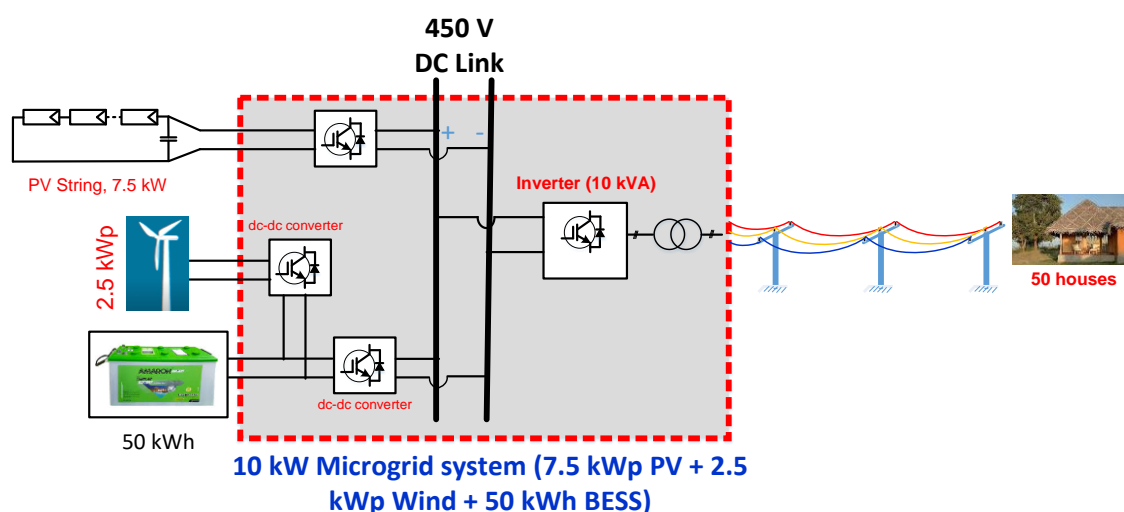 450 V
DC Link
+ -
PV String, 7.5 kW
Inverter (10 kVA)
dc-dc converter
2.5 kWp
50 houses
AMARON
dc-dc converter
50 kWh
10 kW Microgrid system (7.5 kWp PV + 2.5
kWp Wind + 50 kWh BESS)